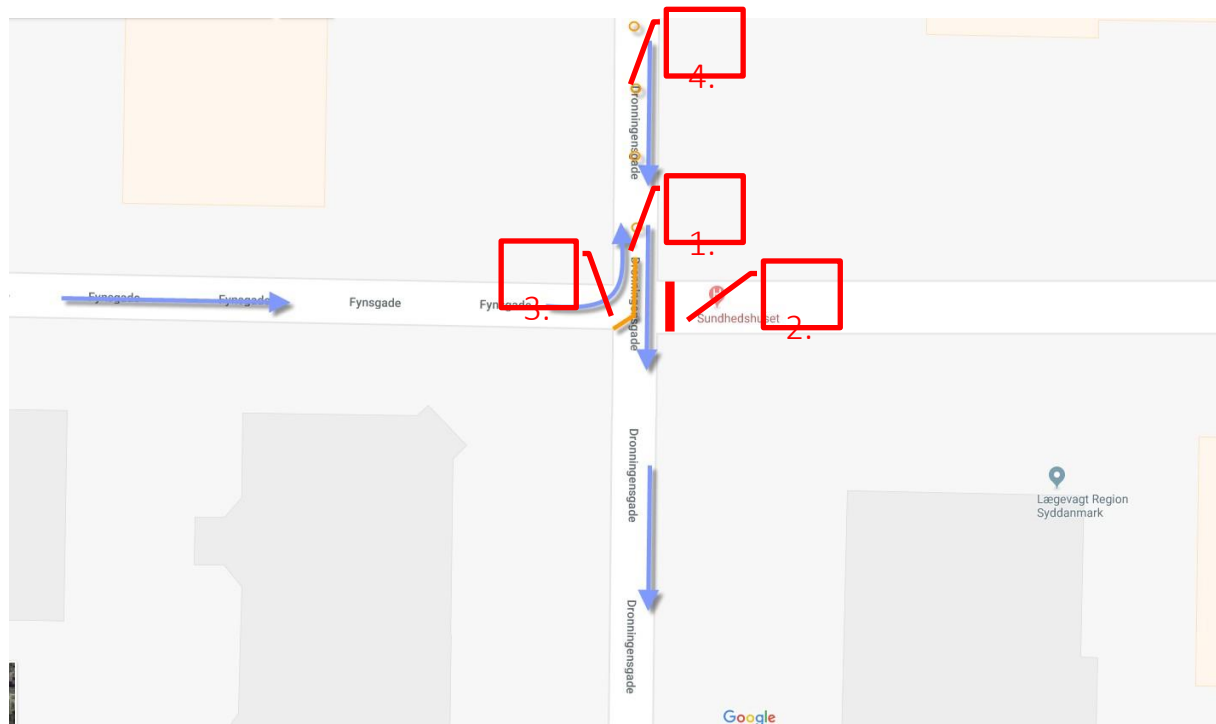 4.
Dronningensgade
1.
3.
Fynsgade
Fynsgade
Fynsgade
Fynsgade
Dronningensgade
Sundhedshuset
2.
Dronningensgade
Lægevagt Region
Syddanmark
Dronningensgade
Google